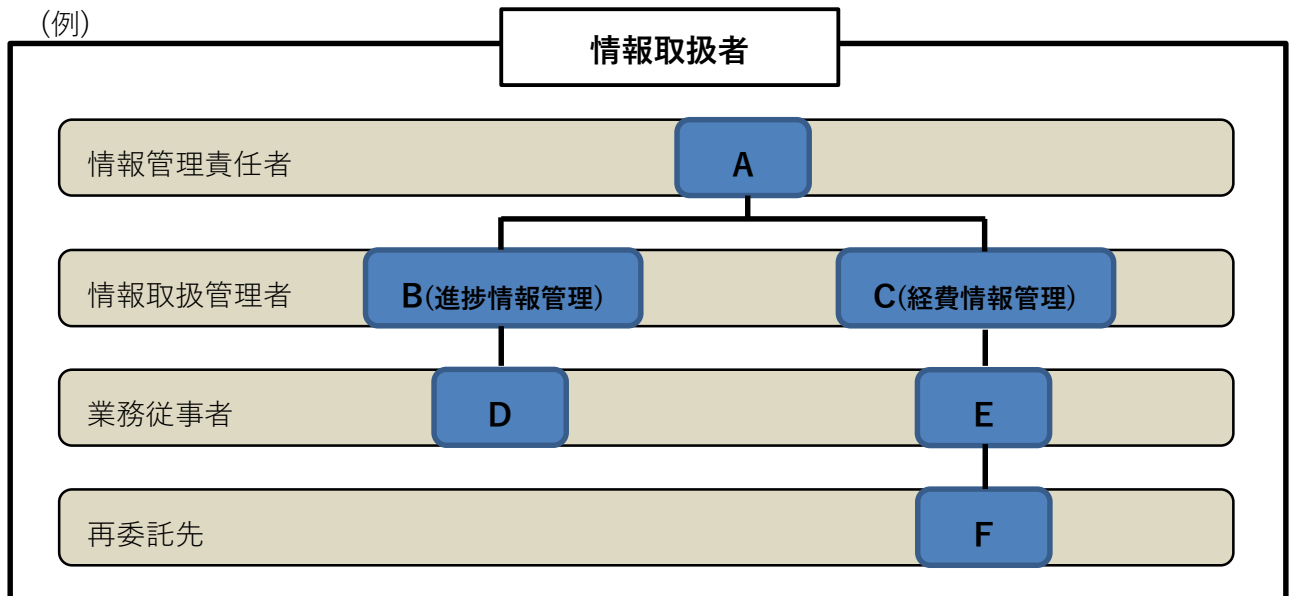 (例)
情報取扱者
情報管理責任者
A
情報取扱管理者
B(進捗情報管理)
C(経費情報管理)
業務従事者
D
E
再委託先
F